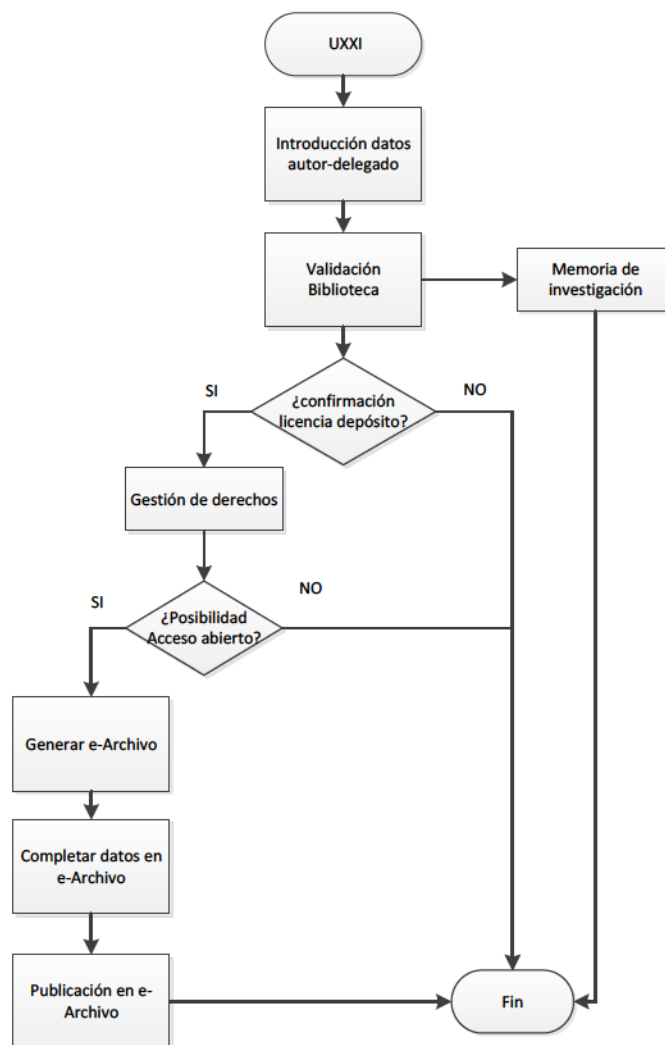 UXXI
Introducción datos
autor-delegado
Validación
Biblioteca
Memoria de
investigación
SI
¿confirmación
licencia depósito?
NO
Gestión de derechos
SI
¿Posibilidad
Acceso abierto?
NO
Generar e-Archivo
Completar datos en
e-Archivo
Publicación en e-
Archivo
Fin